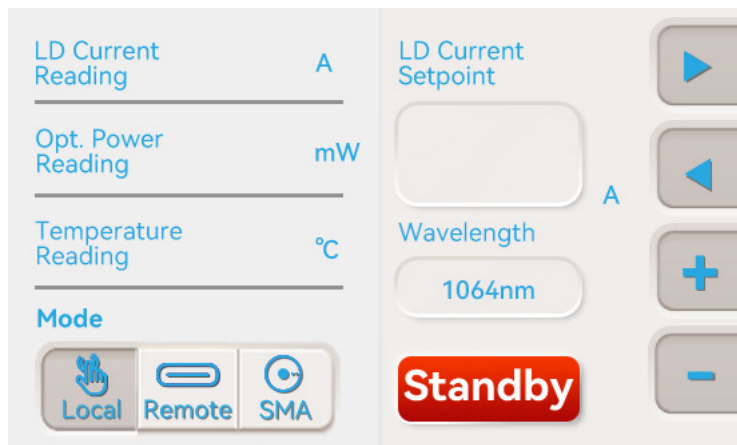 LD Current
Reading
A
Opt. Power
Reading
mW
Temperature
Reading
℃
Mode
Local
Remote
SMA
LD Current
Setpoint
A
Wavelength
1064nm
Standby